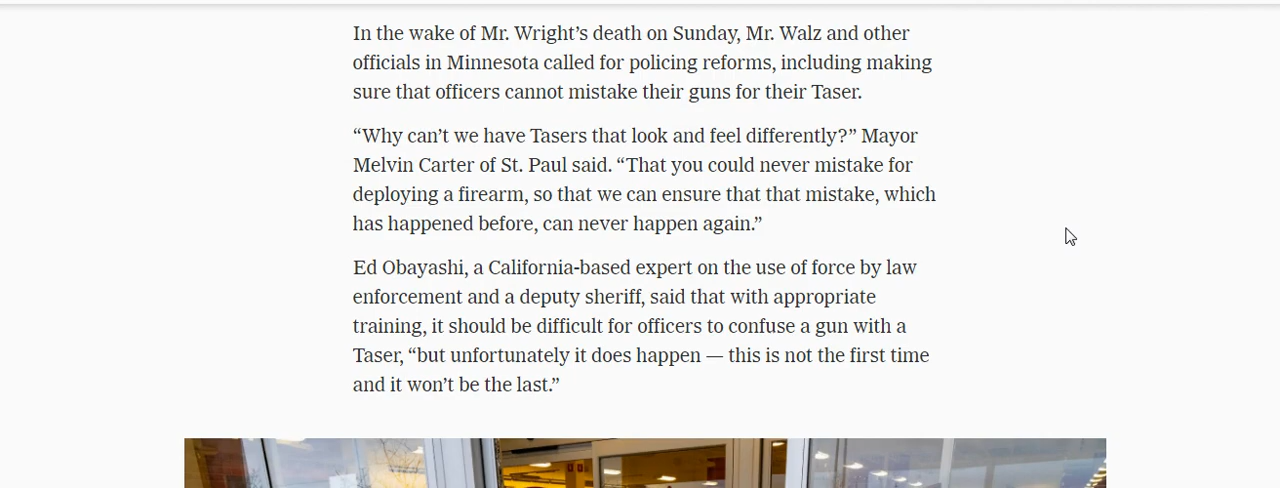 In the wake of Mr. Wright’s death on Sunday, Mr. Walz and other
officials in Minnesota called for policing reforms, including making
sure that officers cannot mistake their guns for their Taser.
“Why can’t we have Tasers that look and feel differently?” Mayor
Melvin Carter of St. Paul said. “That you could never mistake for
deploying a firearm, so that we can ensure that that mistake, which
has happened before, can never happen again.”
Ed Obayashi, a California-based expert on the use of force by law
enforcement and a deputy sheriff, said that with appropriate
training, it should be difficult for officers to confuse a gun with a
Taser, “but unfortunately it does happen — this is not the first time
and it won’t be the last.”